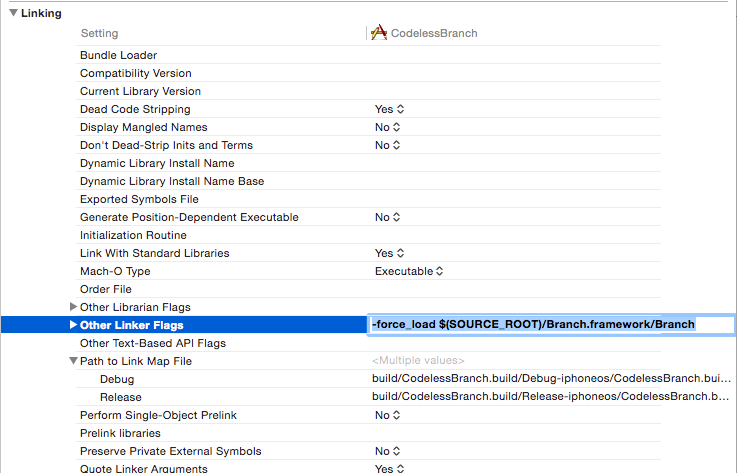 Linking
Setting CodelessBranch
Bundle Loader
Compatibility Version
Current Library Version
Dead Code Stripping Yes
Display Mangled Names No
Don't Dead-Strip Inits and Terms No
Dynamic Library Install Name
Dynamic Library Install Name Base
Exported Symbols File
Generate Position-Dependent Executable No
Initialization Routine
Link With Standard Libraries Yes
Mach-O Type Executable
Order File
Other Librarian Flags
Other Linker Flags -force_load $(SOURCE_ROOT)/Branch.framework/Branch
Other Text-Based API Flags
Path to Link Map File <Multiple values>
Debug build/CodelessBranch.build/Debug-iphoneos/CodelessBranch.bui...
Release build/CodelessBranch.build/Release-iphoneos/CodelessBranch.b...
Perform Single-Object Prelink No
Prelink libraries
Preserve Private External Symbols No
Quote Linker Arguments Yes